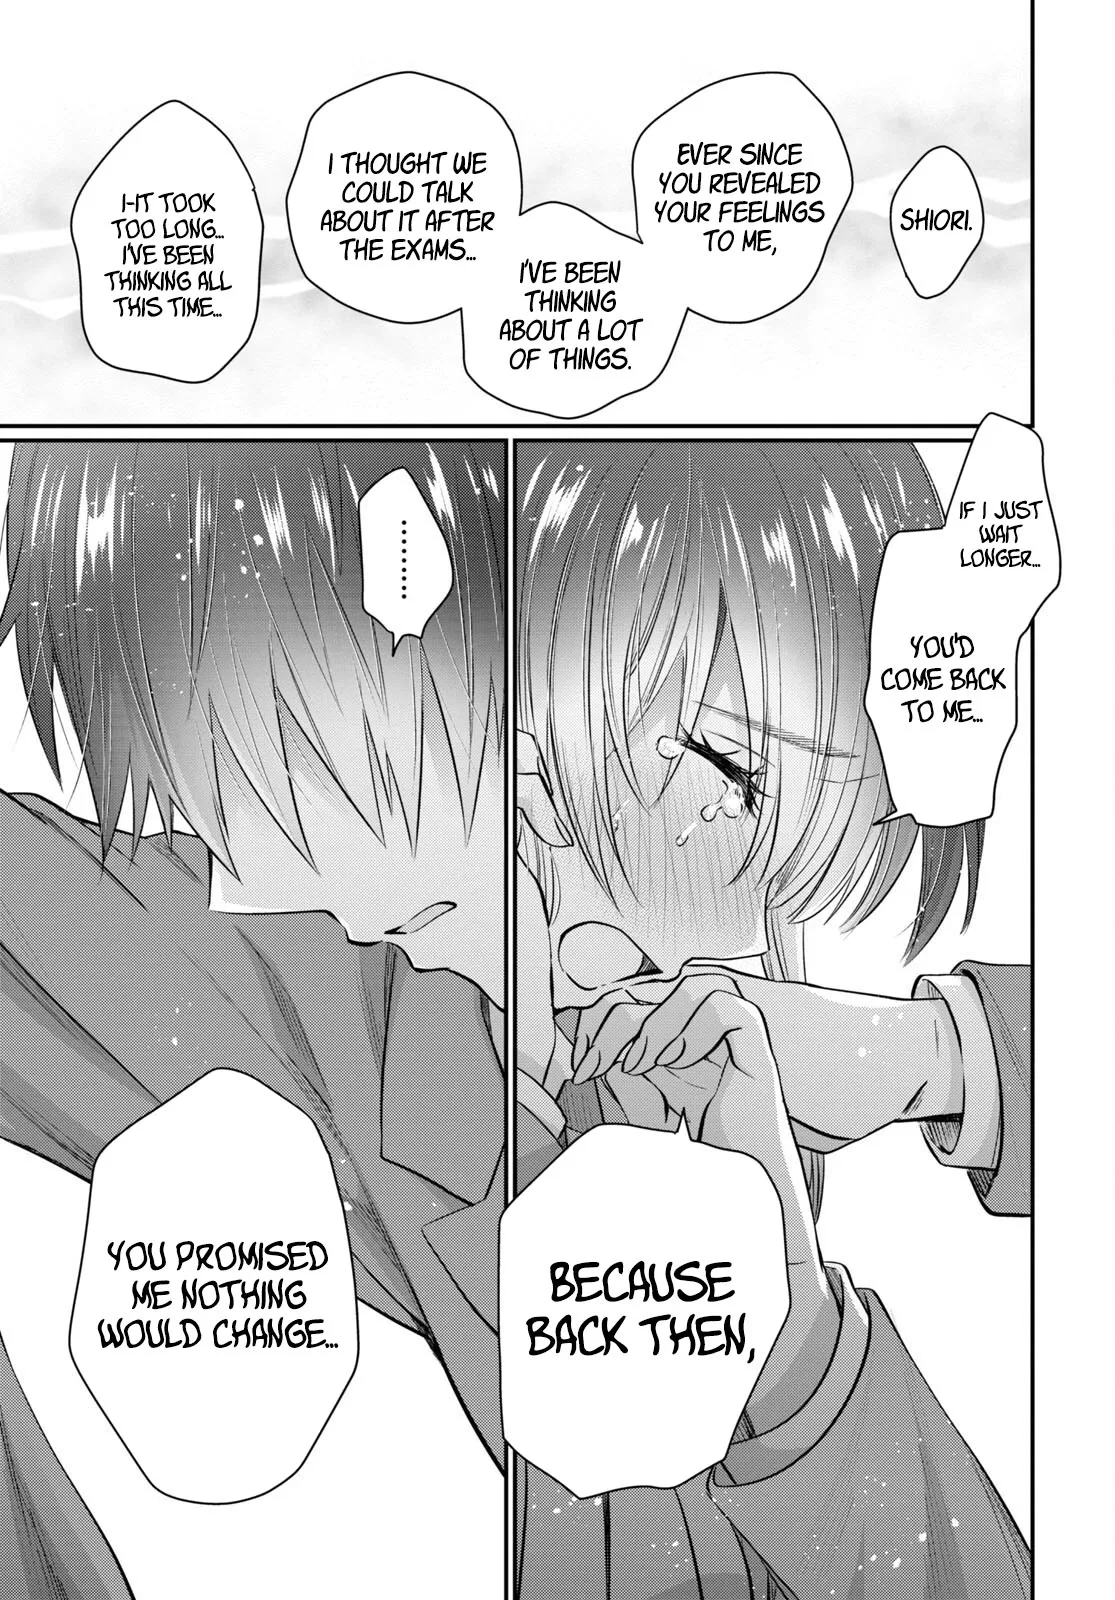 SHIORI.
EVER SINCE
YOU REVEALED
YOUR FEELINGS
TO ME,
I'VE BEEN
THINKING
ABOUT A LOT
OF THINGS.
I THOUGHT WE
COULD TALK
ABOUT IT AFTER
THE EXAMS...
I-IT TOOK
TOO LONG...
I'VE BEEN
THINKING ALL
THIS TIME...
IF I JUST
WAIT
LONGER...
YOU'D
COME BACK
TO ME...
BECAUSE
BACK THEN,
.........
YOU PROMISED
ME NOTHING
WOULD CHANGE...